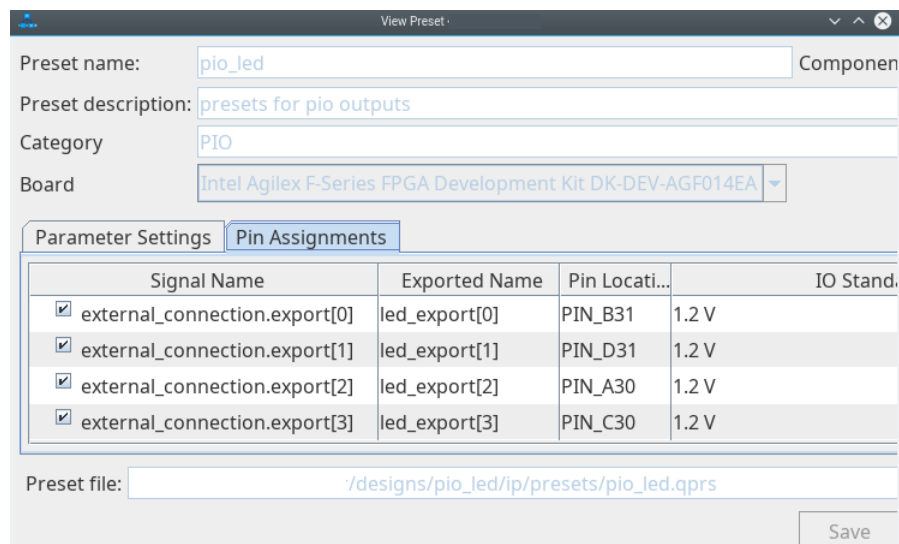 View Preset -
Preset name: pio_led Componen
Preset description: presets for pio outputs
Category PIO
Board Intel Agilex F-Series FPGA Development Kit DK-DEV-AGF014EA
Parameter Settings Pin Assignments
Signal Name Exported Name Pin Locati... IO Standa
external_connection.export[0] led_export[0] PIN_B31 1.2 V
external_connection.export[1] led_export[1] PIN_D31 1.2 V
external_connection.export[2] led_export[2] PIN_A30 1.2 V
external_connection.export[3] led_export[3] PIN_C30 1.2 V
Preset file: /designs/pio_led/ip/presets/pio_led.qprs
Save